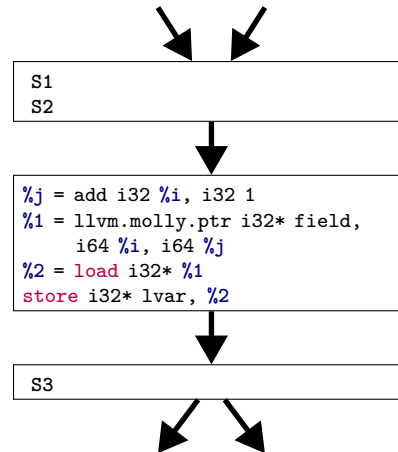 S1
S2
%j = add i32 %i, i32 1
%1 = llvm.molly.ptr i32* field,
i64 %i, i64 %j
%2 = load i32* %1
store i32* lvar, %2
S3